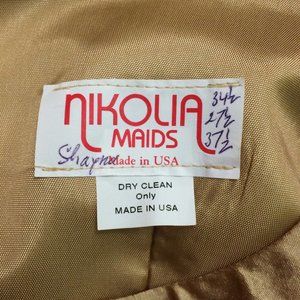 NIKOLIA
MAIDS
34½
27½
37½
Shayna
Made in USA
DRY CLEAN
Only
MADE IN USA